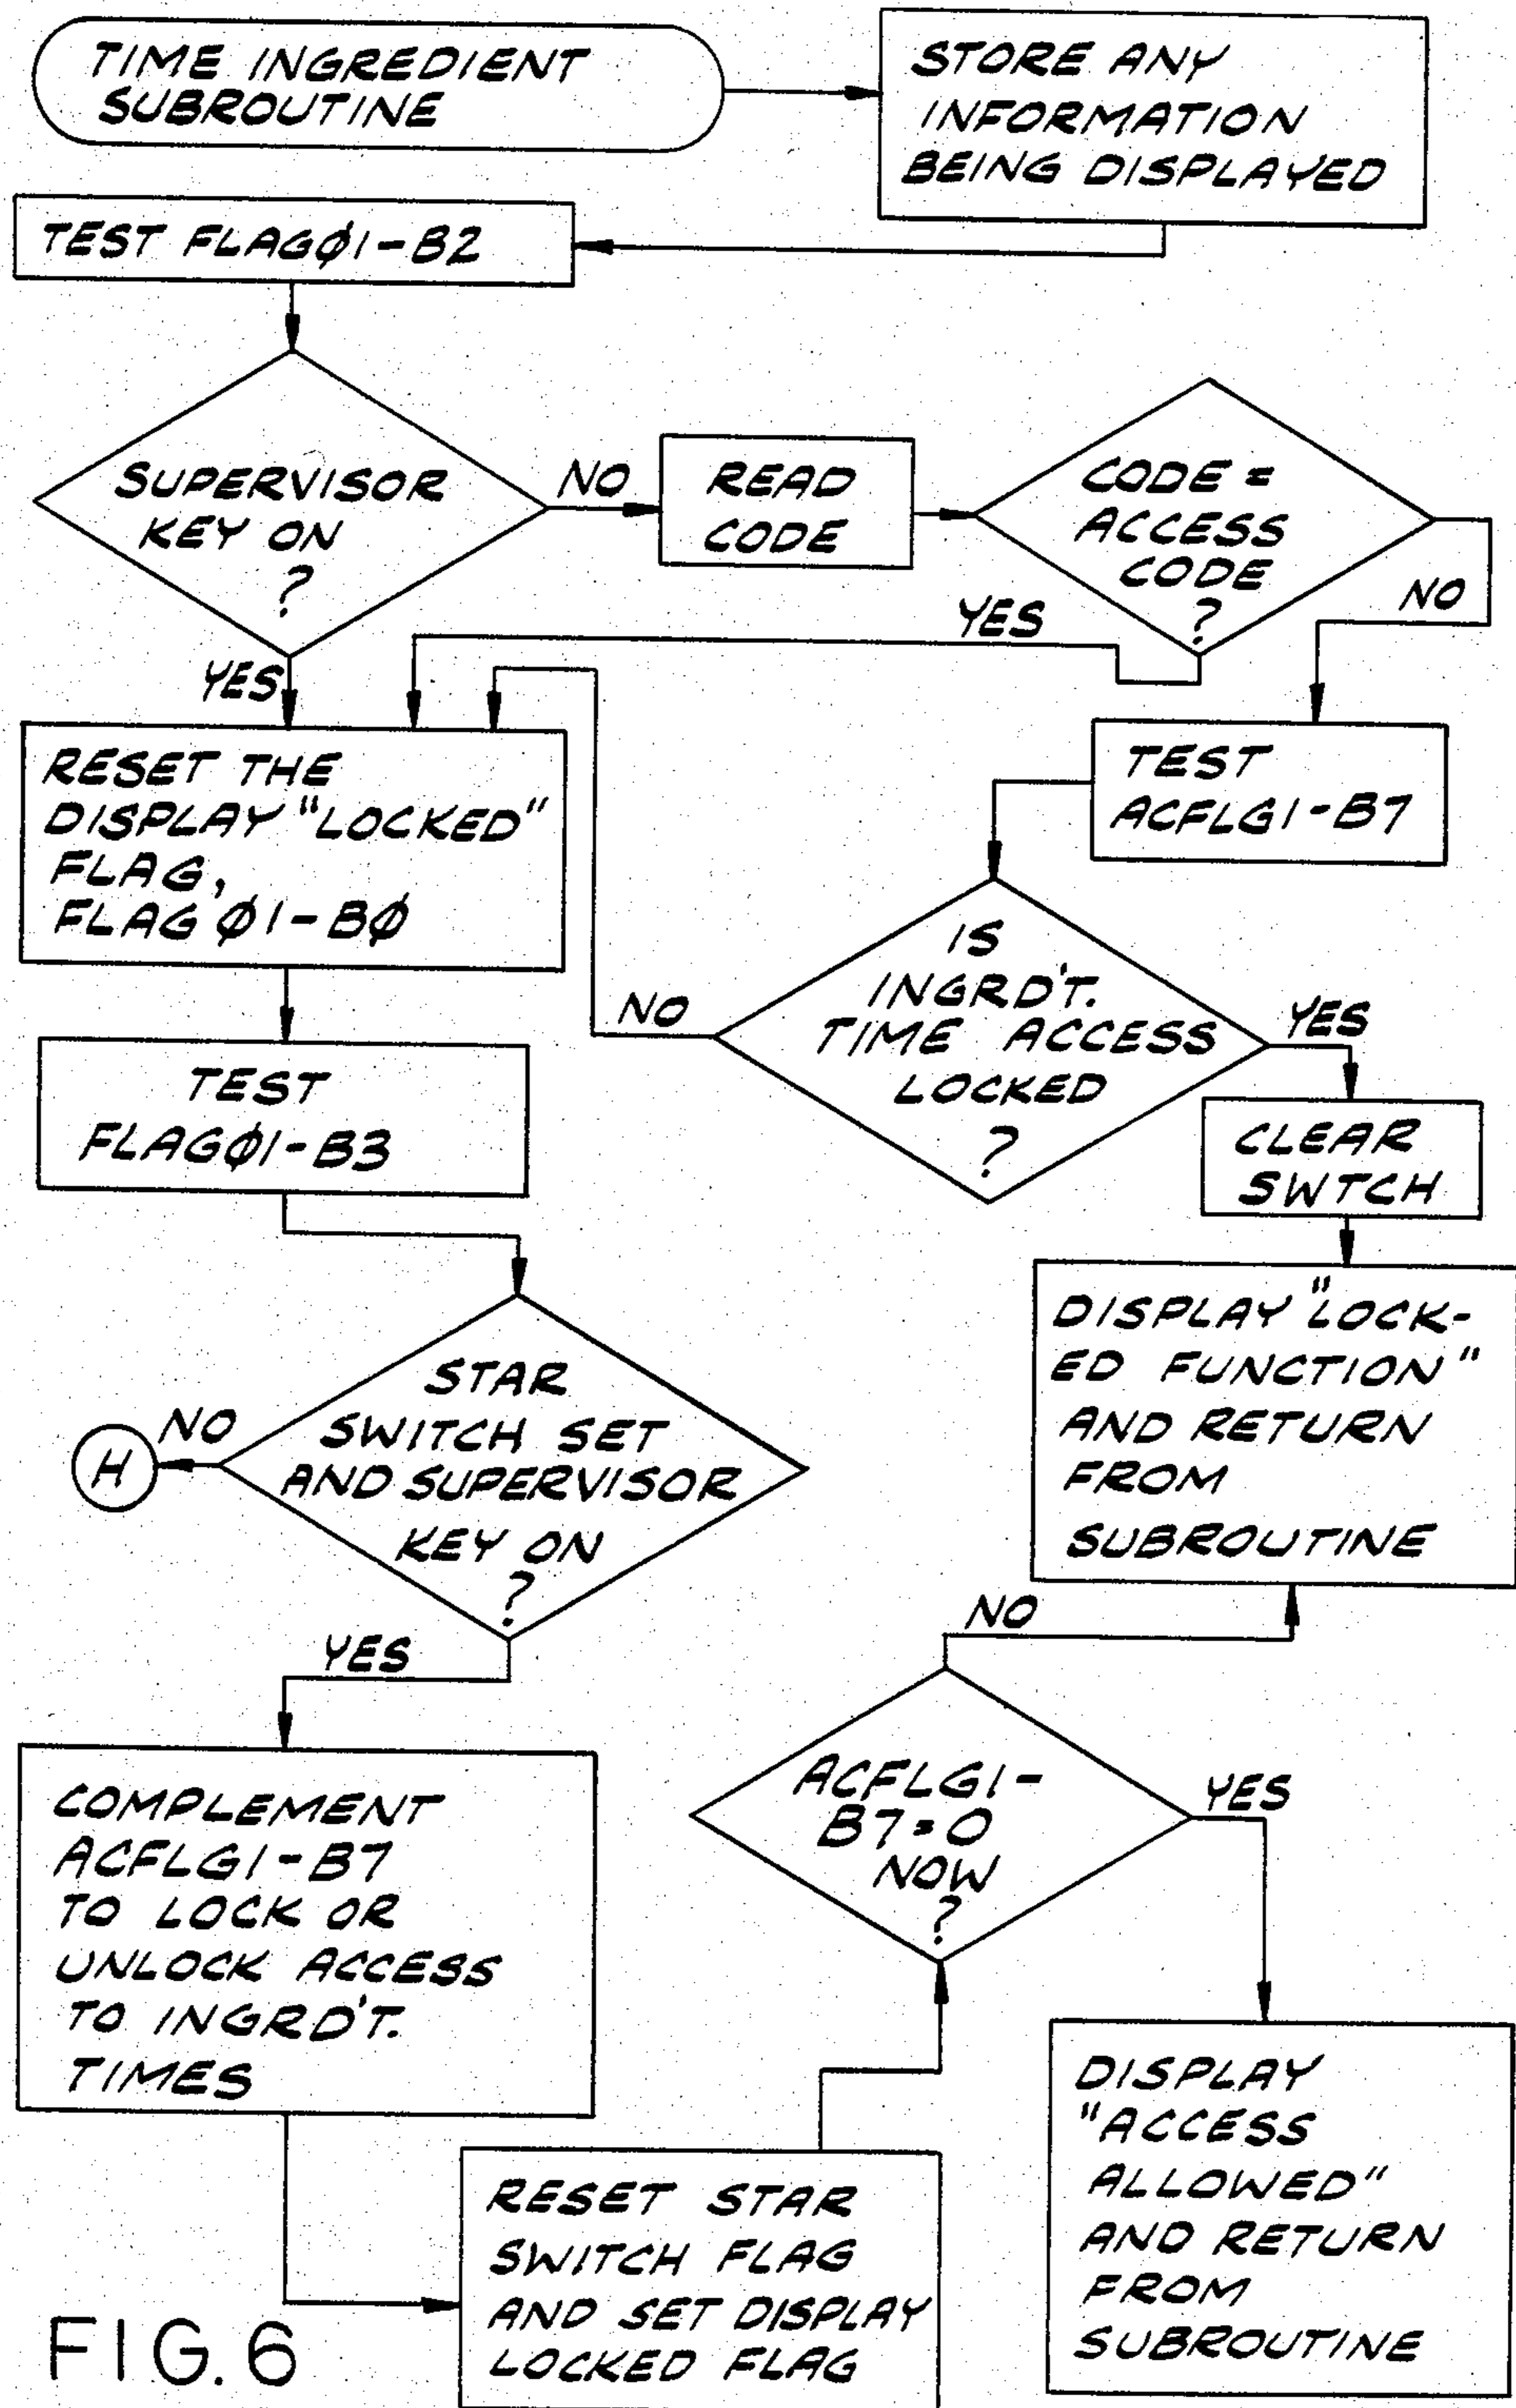 TIME INGREDIENT
SUBROUTINE
STORE ANY
INFORMATION
BEING DISPLAYED
TEST FLAGØ1-B2
SUPERVISOR
KEY ON
?
NO
READ
CODE
CODE =
ACCESS
CODE
?
NO
YES
YES
RESET THE
DISPLAY "LOCKED"
FLAG,
FLAG Ø1-BØ
TEST
ACFLG1-B7
IS
INGRD'T.
TIME ACCESS
LOCKED
?
NO
YES
TEST
FLAGØ1-B3
CLEAR
SWTCH
DISPLAY "LOCK-
ED FUNCTION"
AND RETURN
FROM
SUBROUTINE
STAR
SWITCH SET
AND SUPERVISOR
KEY ON
?
NO
H
YES
NO
COMPLEMENT
ACFLG1-B7
TO LOCK OR
UNLOCK ACCESS
TO INGRD'T.
TIMES
ACFLG1-
B7=0
NOW
?
YES
RESET STAR
SWITCH FLAG
AND SET DISPLAY
LOCKED FLAG
DISPLAY
"ACCESS
ALLOWED"
AND RETURN
FROM
SUBROUTINE
FIG.6